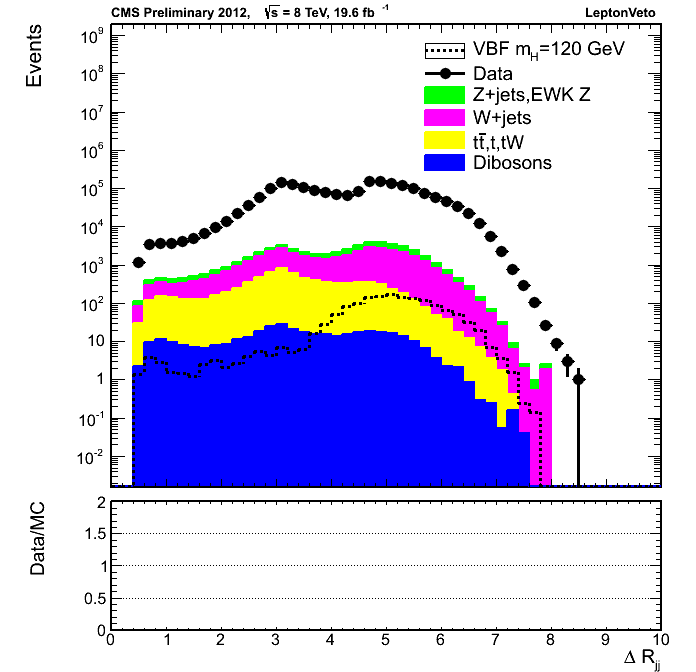 CMS Preliminary 2012, √s = 8 TeV, 19.6 fb⁻¹ LeptonVeto
Events
10⁹
10⁸
10⁷
10⁶
10⁵
10⁴
10³
10²
10
1
10⁻¹
10⁻²
VBF m_H=120 GeV
Data
Z+jets,EWK Z
W+jets
tt̅,t,tW
Dibosons
Data/MC
2
1.5
1
0.5
0
0 1 2 3 4 5 6 7 8 9 10
Δ R_jj